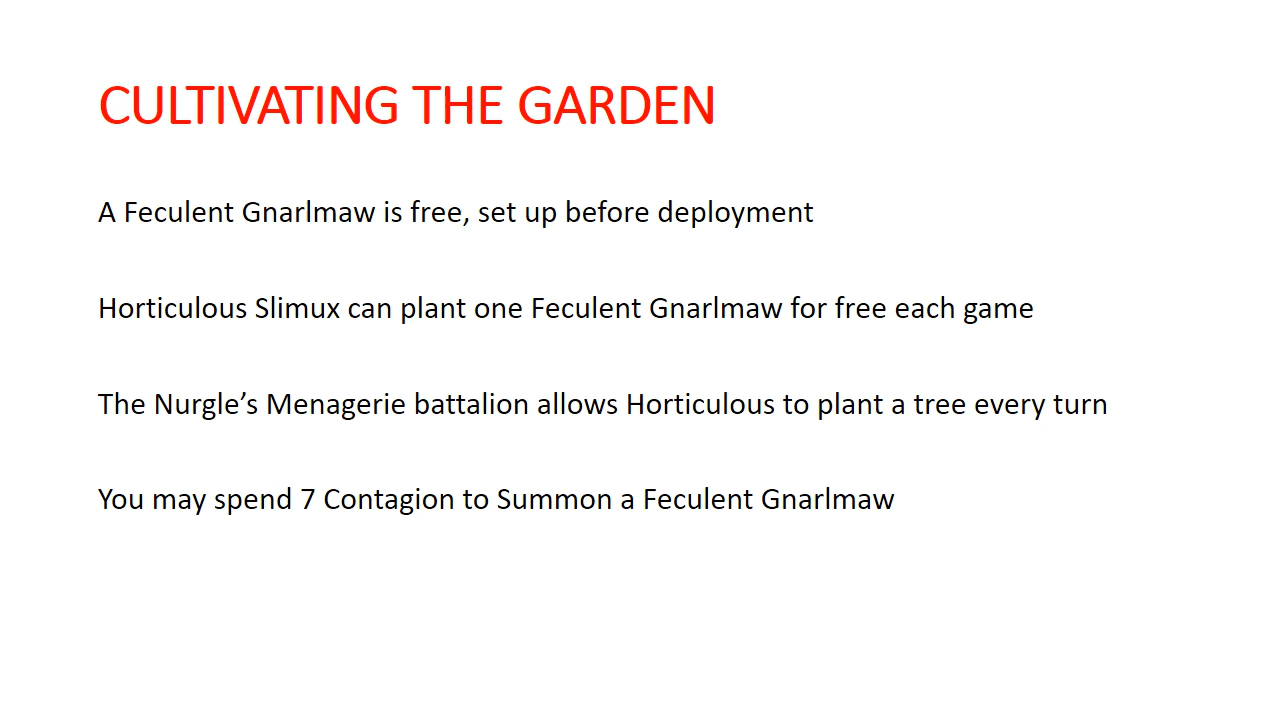 CULTIVATING THE GARDEN
A Feculent Gnarlmaw is free, set up before deployment
Horticulous Slimux can plant one Feculent Gnarlmaw for free each game
The Nurgle’s Menagerie battalion allows Horticulous to plant a tree every turn
You may spend 7 Contagion to Summon a Feculent Gnarlmaw